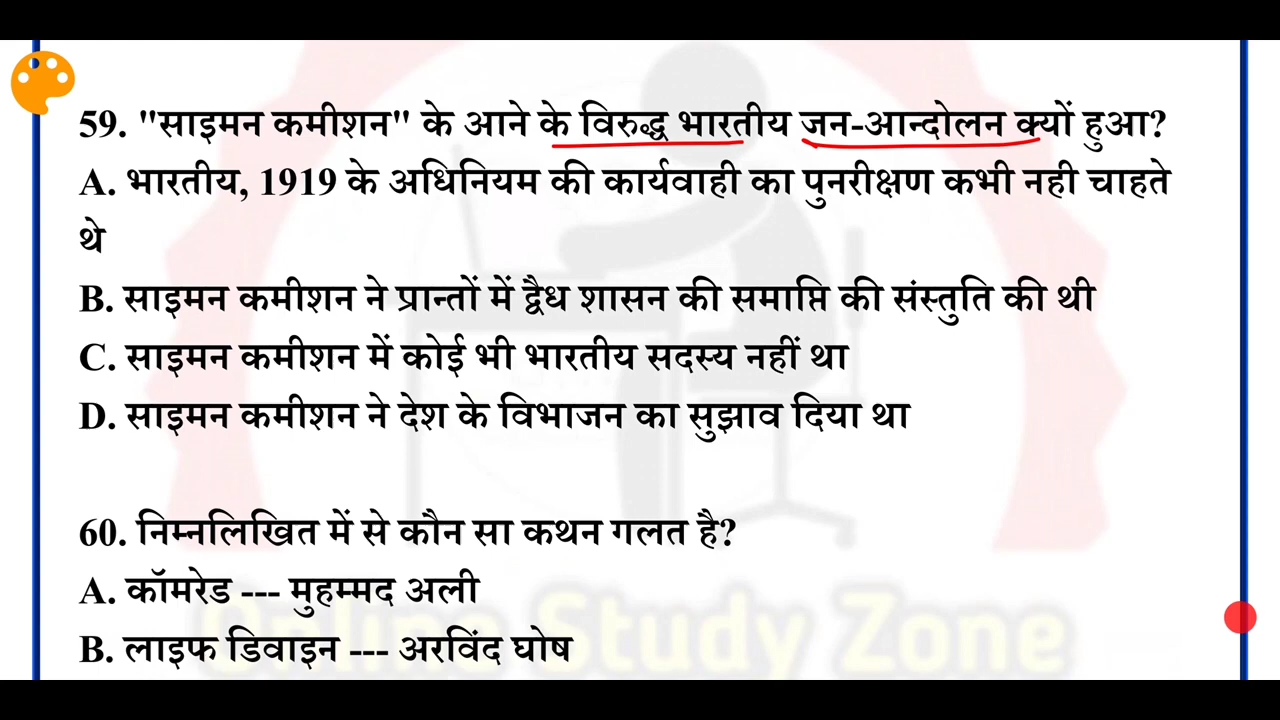 59. "साइमन कमीशन" के आने के विरुद्ध भारतीय जन-आन्दोलन क्यों हुआ?
A. भारतीय, 1919 के अधिनियम की कार्यवाही का पुनरीक्षण कभी नही चाहते
थे
B. साइमन कमीशन ने प्रान्तों में द्वैध शासन की समाप्ति की संस्तुति की थी
C. साइमन कमीशन में कोई भी भारतीय सदस्य नहीं था
D. साइमन कमीशन ने देश के विभाजन का सुझाव दिया था
60. निम्नलिखित में से कौन सा कथन गलत है?
A. कॉमरेड --- मुहम्मद अली
Online Study Zone
B. लाइफ डिवाइन --- अरविंद घोष